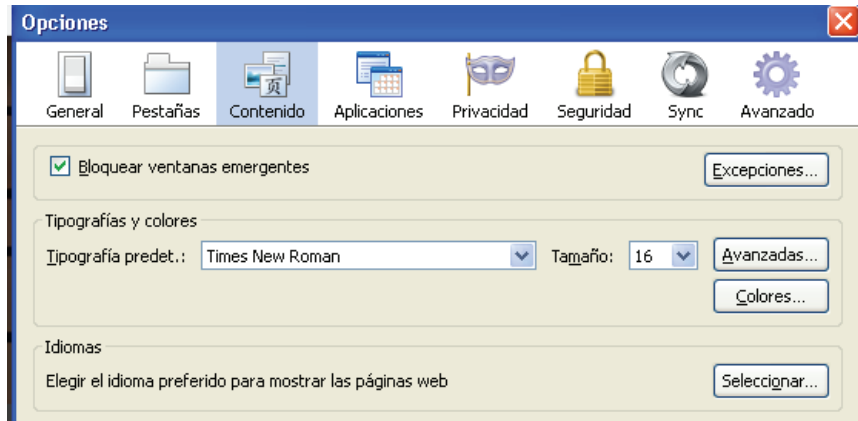 Opciones
General Pestañas Contenido Aplicaciones Privacidad Seguridad Sync Avanzado
Bloquear ventanas emergentes Excepciones...
Tipografías y colores
Tipografía predet.: Times New Roman Tamaño: 16 Avanzadas...
Colores...
Idiomas
Elegir el idioma preferido para mostrar las páginas web Seleccionar...